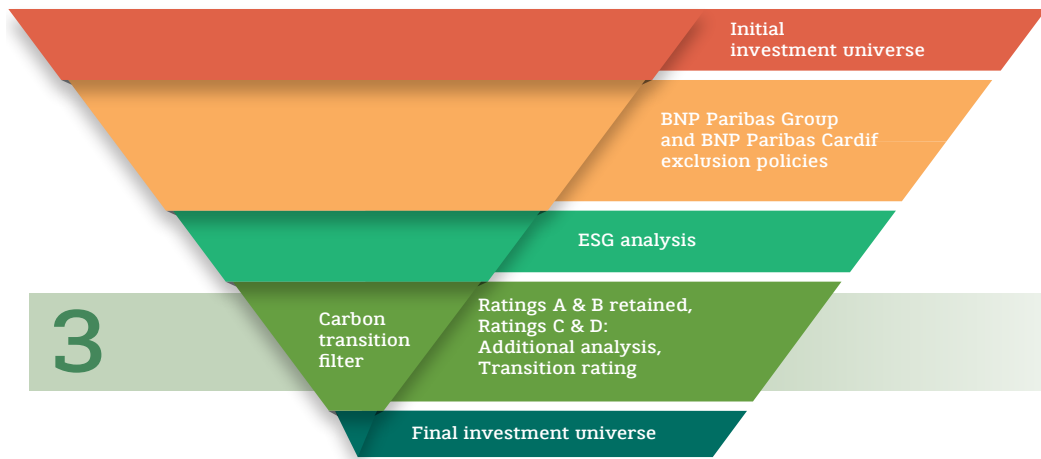 Initial
investment universe
BNP Paribas Group
and BNP Paribas Cardif
exclusion policies
ESG analysis
3
Carbon
transition
filter
Ratings A & B retained,
Ratings C & D:
Additional analysis,
Transition rating
Final investment universe